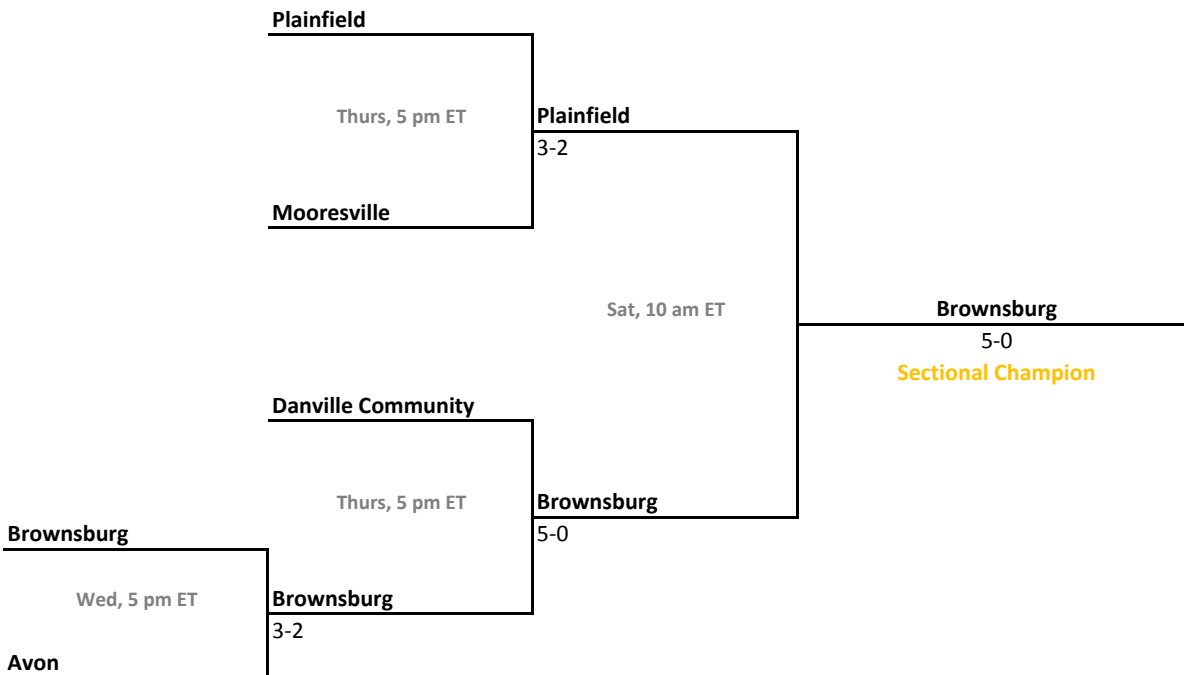 Plainfield
Thurs, 5 pm ET
Plainfield
3-2
Mooresville
Sat, 10 am ET
Brownsburg
5-0
Sectional Champion
Danville Community
Thurs, 5 pm ET
Brownsburg
5-0
Brownsburg
Wed, 5 pm ET
Brownsburg
3-2
Avon